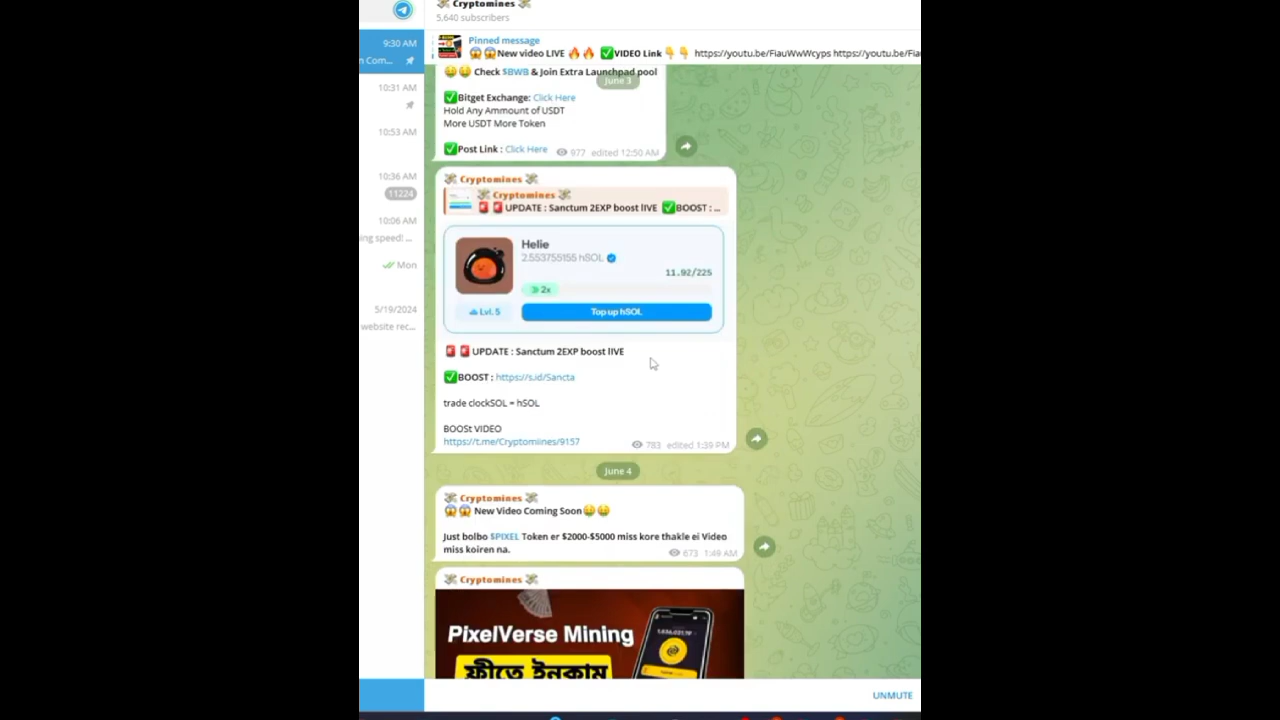 💸 Cryptomines 💸
5,640 subscribers
9:30 AM
n Com...
10:31 AM
10:53 AM
10:36 AM
11224
10:06 AM
ang speed! ...
Mon
5/19/2024
website rec...
Pinned message
😱😱New video LIVE 🔥🔥 ✅VIDEO Link 👇👇 https://youtu.be/FiauWwWcyps https://youtu.be/Fia
🤑🤑 Check $BWB & Join Extra Launchpad pool
June 3
✅Bitget Exchange: Click Here
Hold Any Ammount of USDT
More USDT More Token
✅Post Link : Click Here 977 edited 12:50 AM
💸 Cryptomines 💸
💸 Cryptomines 💸
🚨🚨UPDATE : Sanctum 2EXP boost lIVE ✅BOOST : ...
Helie
2.553755155 hSOL
11.92/225
2x
Lvl. 5
Top up hSOL
🚨🚨UPDATE : Sanctum 2EXP boost lIVE
✅BOOST : https://s.id/Sancta
trade clockSOL = hSOL
BOOSt VIDEO
https://t.me/Cryptomiines/9157 783 edited 1:39 PM
June 4
💸 Cryptomines 💸
😱😱 New Video Coming Soon🤑🤑
Just bolbo $PIXEL Token er $2000-$5000 miss kore thakle ei Video
miss koiren na. 673 1:49 AM
💸 Cryptomines 💸
PixelVerse Mining
ফ্রীতে ইনকাম
UNMUTE